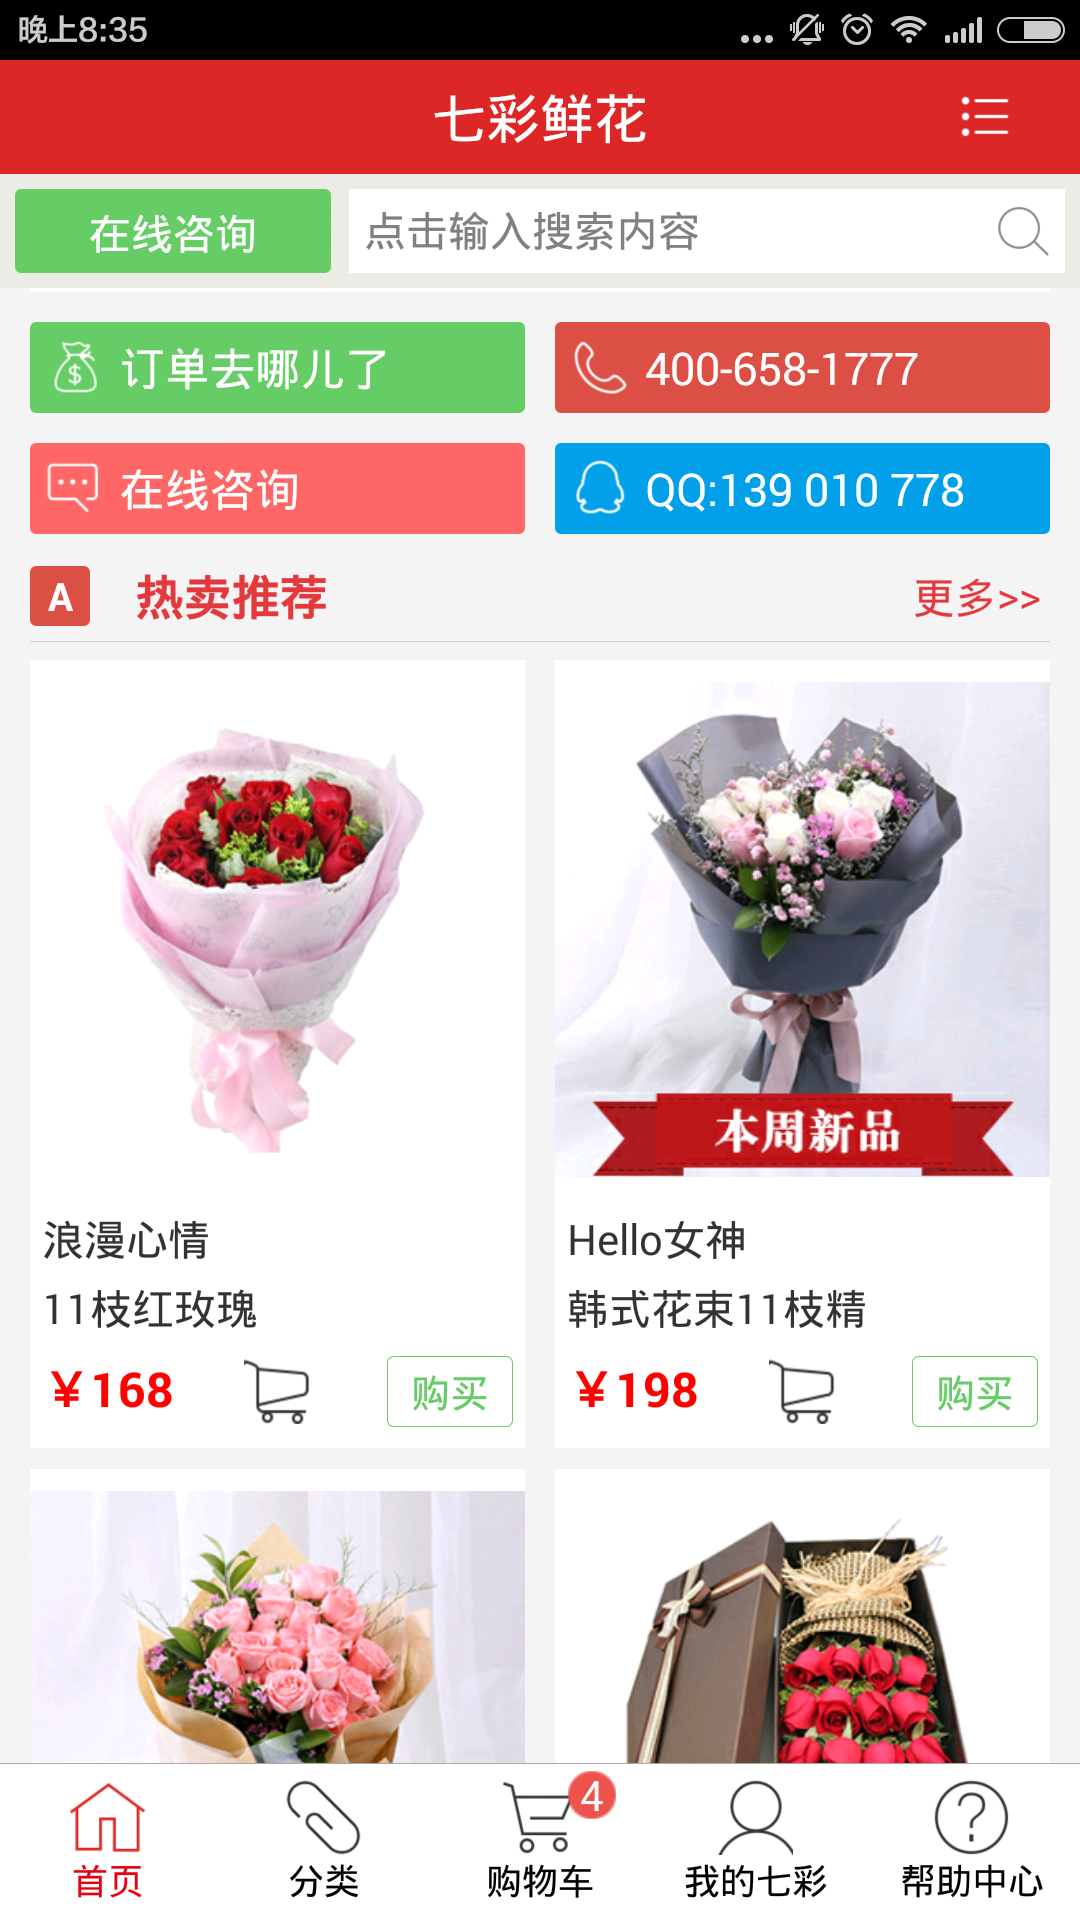 晚上8:35
七彩鲜花
在线咨询
点击输入搜索内容
订单去哪儿了
400-658-1777
在线咨询
QQ:139 010 778
A 热卖推荐 更多>>
本周新品
浪漫心情
11枝红玫瑰
￥168 购买
Hello女神
韩式花束11枝精
￥198 购买
4
首页 分类 购物车 我的七彩 帮助中心